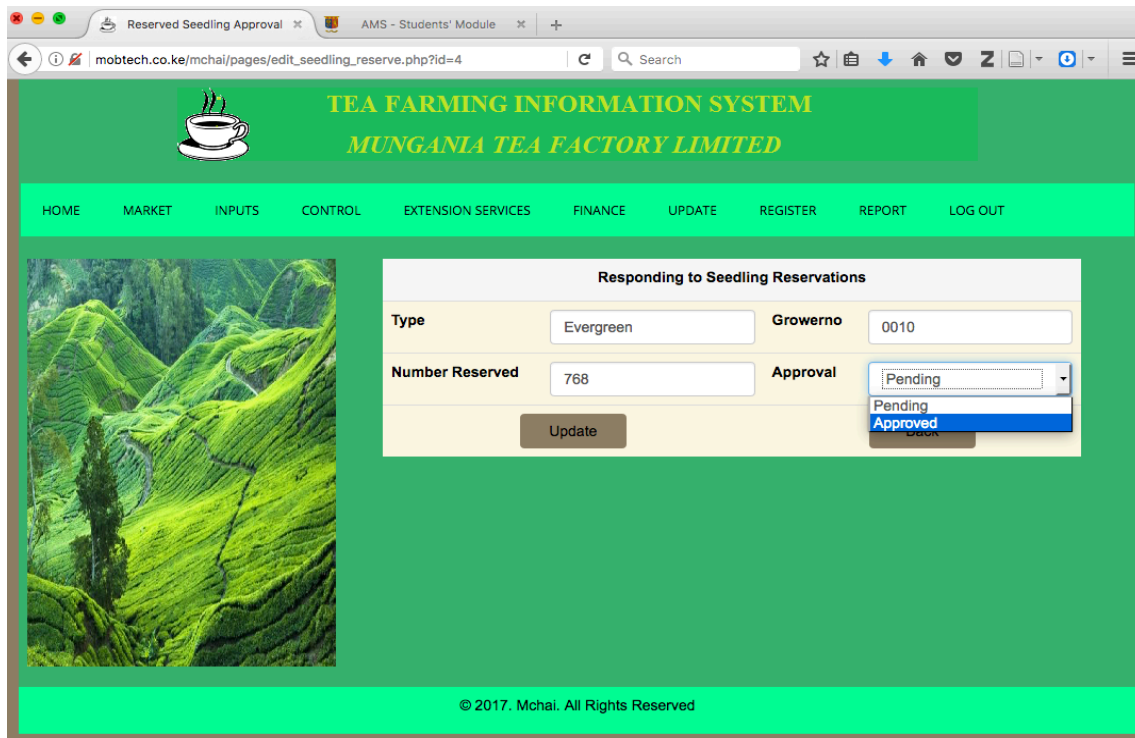 Reserved Seedling Approval
AMS - Students' Module
mobtech.co.ke/mchai/pages/edit_seedling_reserve.php?id=4
Search
TEA FARMING INFORMATION SYSTEM
MUNGANIA TEA FACTORY LIMITED
HOME MARKET INPUTS CONTROL EXTENSION SERVICES FINANCE UPDATE REGISTER REPORT LOG OUT
Responding to Seedling Reservations
Type Evergreen Growerno 0010
Number Reserved 768 Approval Pending
Pending
Approved
Update Back
© 2017. Mchai. All Rights Reserved